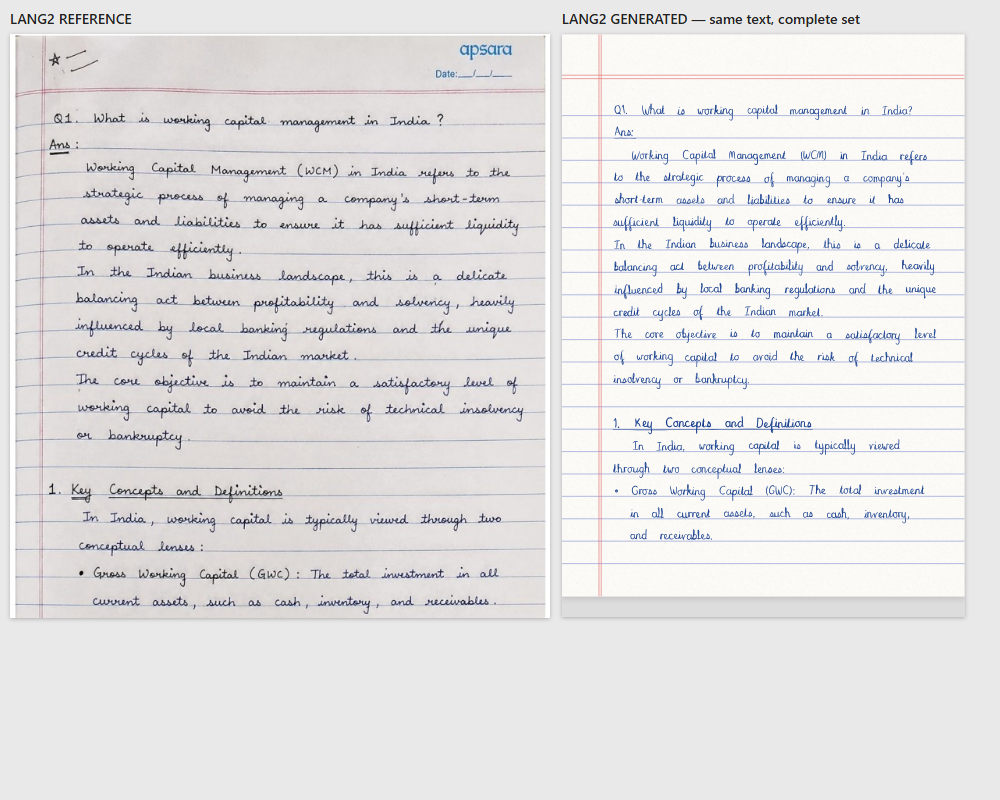 LANG2 REFERENCE
apsara
Date:__/__/__
Q1. What is working capital management in India ?
Ans :
Working Capital Management (WCM) in India refers to the
strategic process of managing a company's short-term
assets and liabilities to ensure it has sufficient liquidity
to operate efficiently.
In the Indian business landscape, this is a delicate
balancing act between profitability and solvency, heavily
influenced by local banking regulations and the unique
credit cycles of the Indian market.
The core objective is to maintain a satisfactory level of
working capital to avoid the risk of technical insolvency
or bankruptcy.
1. Key Concepts and Definitions
In India, working capital is typically viewed through two
conceptual lenses :
• Gross Working Capital (GWC) : The total investment in all
current assets, such as cash, inventory, and receivables.
LANG2 GENERATED — same text, complete set
Q1. What is working capital management in India?
Ans:
Working Capital Management (WCM) in India refers
to the strategic process of managing a company's
short-term assets and liabilities to ensure it has
sufficient liquidity to operate efficiently.
In the Indian business landscape, this is a delicate
balancing act between profitability and solvency, heavily
influenced by local banking regulations and the unique
credit cycles of the Indian market.
The core objective is to maintain a satisfactory level
of working capital to avoid the risk of technical
insolvency or bankruptcy.
1. Key Concepts and Definitions
In India, working capital is typically viewed
through two conceptual lenses:
• Gross Working Capital (GWC): The total investment
in all current assets, such as cash, inventory,
and receivables.